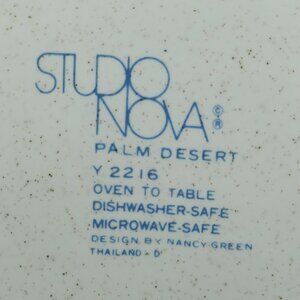 STUDIO
NOVA ©®
PALM DESERT
Y 2216
OVEN TO TABLE
DISHWASHER-SAFE
MICROWAVE-SAFE
DESIGN BY NANCY GREEN
THAILAND - D